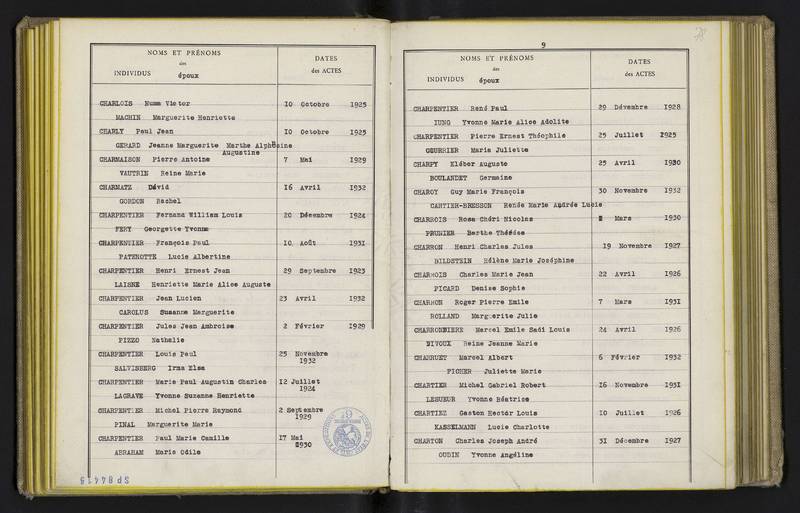 NOMS ET PRÉNOMS
des
INDIVIDUS époux
DATES
des ACTES
CHARLOIS Numa Victor 10 Octobre 1925
MACHIN Marguerite Henriette
CHARLY Paul Jean 10 Octobre 1925
GERARD Jeanne Marguerite Marthe Alphosine
Augustine
CHARMAISON Pierre Antoine 7 Mai 1929
VAUTRIN Reine Marie
CHARMATZ David 16 Avril 1932
GORDON Rachel
CHARPENTIER Fernand William Louis 20 Décembre 1924
FERY Georgette Yvonne
CHARPENTIER François Paul 10 Août 1931
PATENOTTE Lucie Albertine
CHARPENTIER Henri Ernest Jean 29 Septembre 1923
LAISNE Henriette Marie Alice Auguste
CHARPENTIER Jean Lucien 23 Avril 1932
CAROLUS Susanne Marguerite
CHARPENTIER Jules Jean Ambroise 2 Février 1929
PIZZO Nathalie
CHARPENTIER Louis Paul 25 Novembre
1932
SALVISBERG Irma Elsa
CHARPENTIER Marie Paul Augustin Charles 12 Juillet
1924
LAGRAVE Yvonne Suzanne Henriette
CHARPENTIER Michel Pierre Raymond 2 Septembre
1929
PINAL Marguerite Marie
CHARPENTIER Paul Marie Camille 17 Mai
1930
ABRAHAM Marie Odile
9
NOMS ET PRÉNOMS
des
INDIVIDUS époux
DATES
des ACTES
CHARPENTIER René Paul 29 Dévembre 1928
IUNG Yvonne Marie Alice Adolite
CHARPENTIER Pierre Ernest Théophile 25 Juillet 1925
GUERRIER Maria Juliette
CHARPY Kléber Auguste 25 Avril 1930
BOULANDET Germaine
CHAROY Guy Marie François 30 Novembre 1932
CARTIER-BRESSON Renée Marie Andrée Lucie
CHARROIS Rosa Chéri Nicolas Mars 1930
PRUNIER Berthe Thérèse
CHARRON Henri Charles Jules 19 Novembre 1927
BILDSTEIN Hélène Marie Joséphine
CHARMOIS Charles Marie Jean 22 Avril 1926
PICARD Denise Sophie
CHARRON Roger Pierre Emile 7 Mars 1931
ROLLAND Marguerite Julie
CHARRONDIERE Marcel Emile Sadi Louis 24 Avril 1926
DIVOUX Reine Jeanne Marie
CHARRUET Marcel Albert 6 Février 1932
PICHER Juliette Marie
CHARTIER Michel Gabriel Robert 16 Novembre 1931
LESUEUR Yvonne Béatrice
CHARTIEZ Gaston Hectór Louis 10 Juillet 1926
KASSELMANN Lucie Charlotte
CHARTON Charles Joseph André 31 Décembre 1927
OUDIN Yvonne Angéline